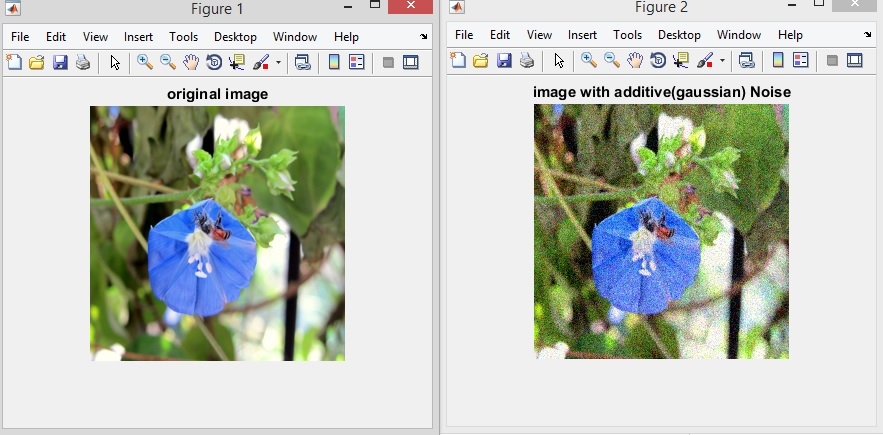 Figure 1
File Edit View Insert Tools Desktop Window Help
original image
Figure 2
File Edit View Insert Tools Desktop Window Help
image with additive(gaussian) Noise